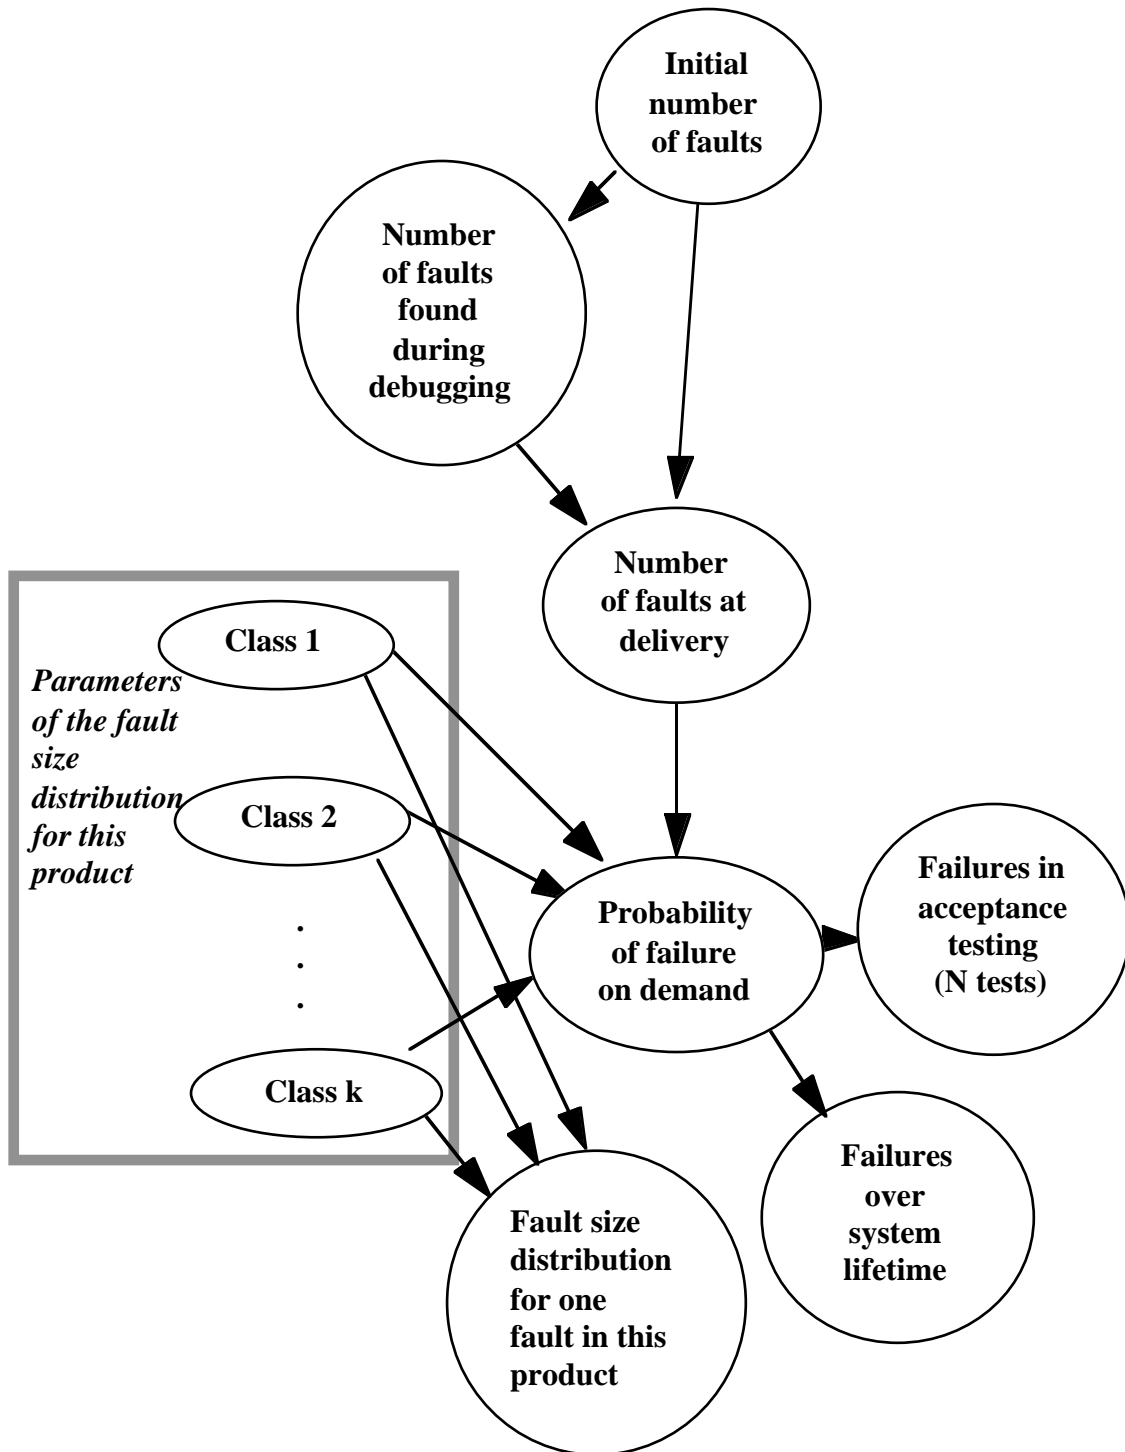 Initial
number
of faults
Number
of faults
found
during
debugging
Number
of faults at
delivery
Class 1
Parameters
of the fault
size
distribution
for this
product
Class 2
.
.
.
Class k
Probability
of failure
on demand
Failures in
acceptance
testing
(N tests)
Failures
over
system
lifetime
Fault size
distribution
for one
fault in this
product